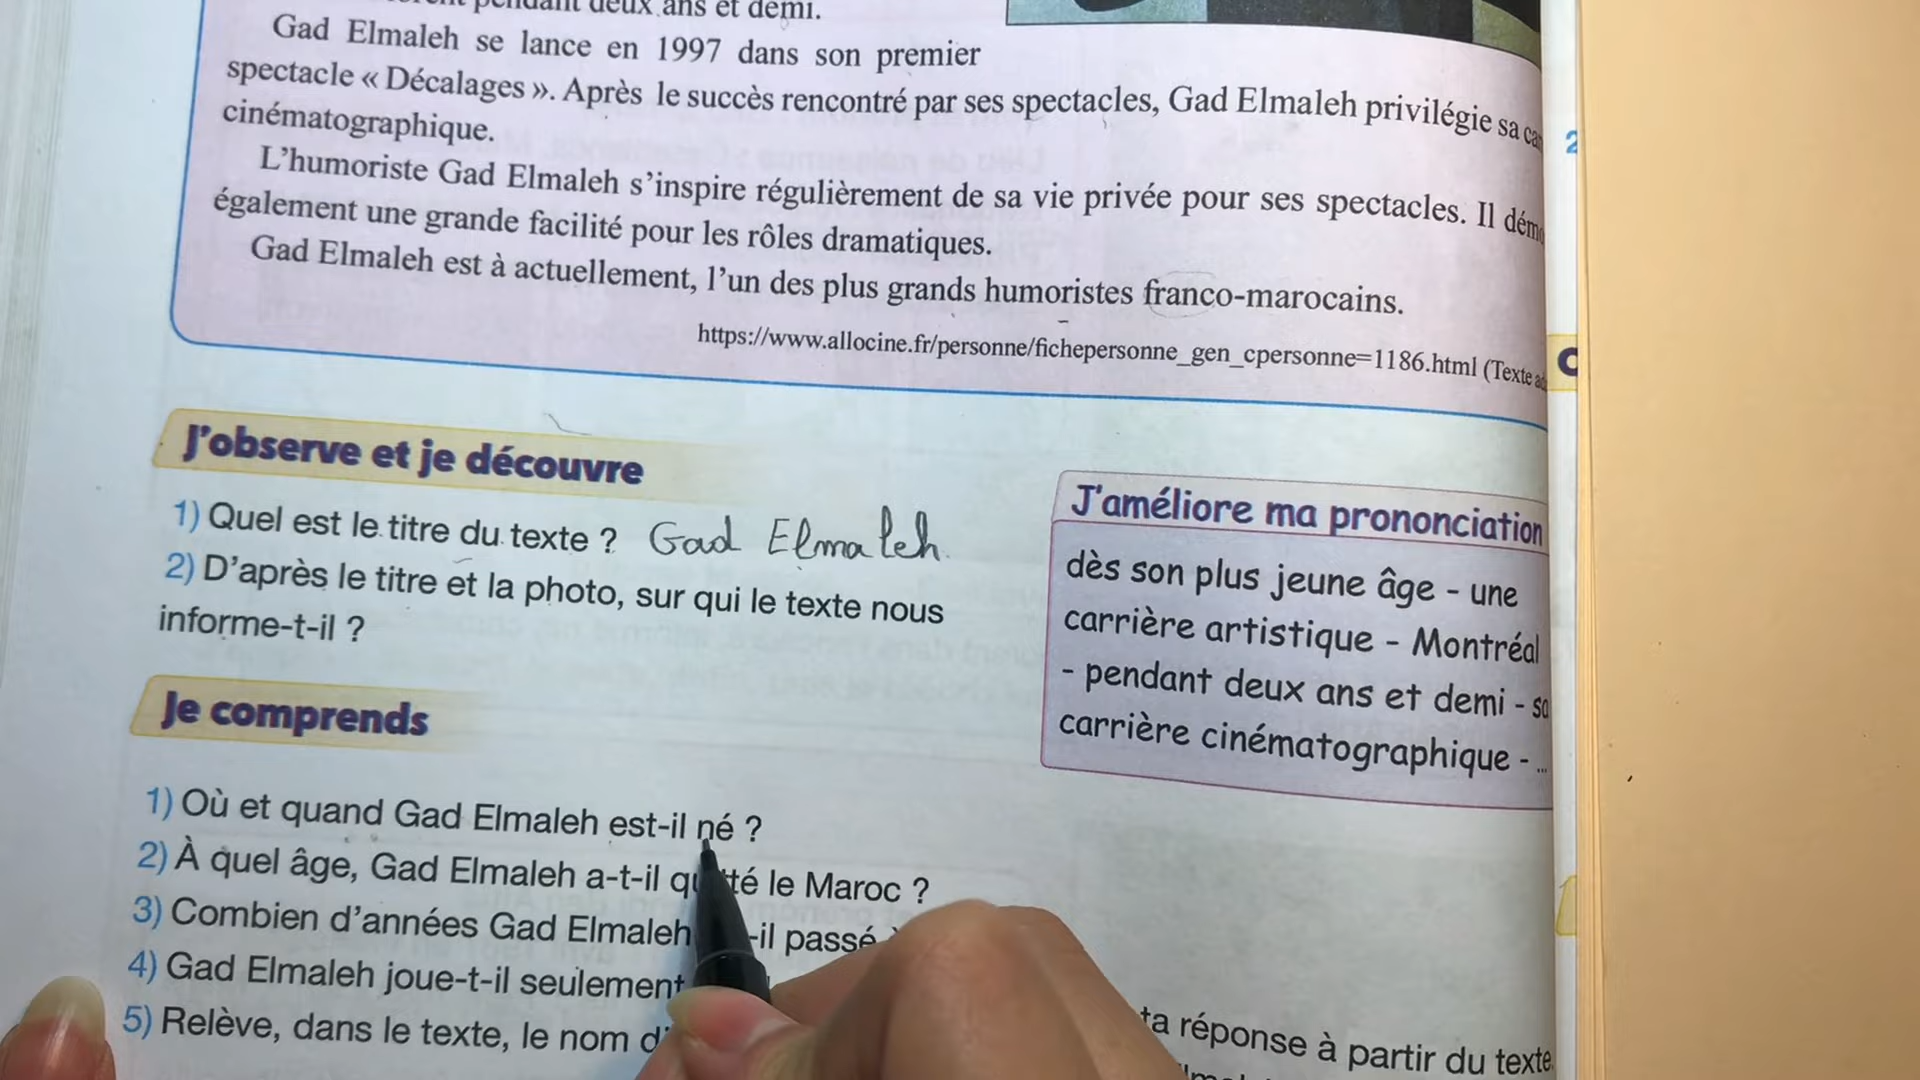 pendant deux ans et demi.
Gad Elmaleh se lance en 1997 dans son premier
spectacle « Décalages ». Après le succès rencontré par ses spectacles, Gad Elmaleh privilégie sa
cinématographique.
L'humoriste Gad Elmaleh s'inspire régulièrement de sa vie privée pour ses spectacles. Il
également une grande facilité pour les rôles dramatiques.
Gad Elmaleh est à actuellement, l'un des plus grands humoristes franco-marocains.
https://www.allocine.fr/personne/fichepersonne_gen_cpersonne=1186.html (Texte
J'observe et je découvre
1) Quel est le titre du texte ? Gad Elmaleh
2) D'après le titre et la photo, sur qui le texte nous
informe-t-il ?
J'améliore ma prononciation
dès son plus jeune âge - une
carrière artistique - Montréal
- pendant deux ans et demi - sa
carrière cinématographique - ...
Je comprends
1) Où et quand Gad Elmaleh est-il né ?
2) À quel âge, Gad Elmaleh a-t-il quitté le Maroc ?
3) Combien d'années Gad Elmaleh -il passé
4) Gad Elmaleh joue-t-il seulement
ta réponse à partir du texte
5) Relève, dans le texte, le nom d'